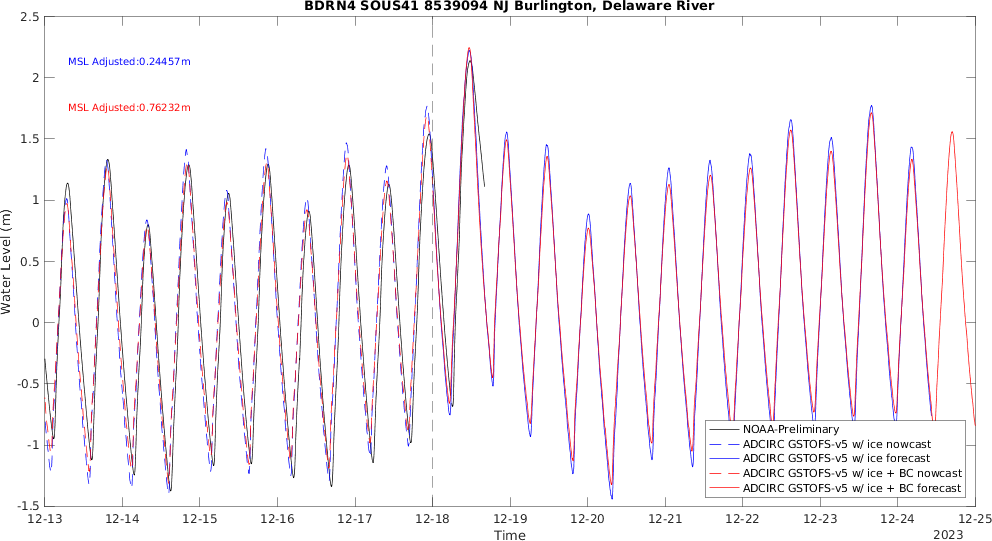 BDRN4 SOUS41 8539094 NJ Burlington, Delaware River
2.5
2
1.5
1
0.5
0
-0.5
-1
-1.5
Water Level (m)
MSL Adjusted:0.24457m
MSL Adjusted:0.76232m
NOAA-Preliminary
ADCIRC GSTOFS-v5 w/ ice nowcast
ADCIRC GSTOFS-v5 w/ ice forecast
ADCIRC GSTOFS-v5 w/ ice + BC nowcast
ADCIRC GSTOFS-v5 w/ ice + BC forecast
12-13 12-14 12-15 12-16 12-17 12-18 12-19 12-20 12-21 12-22 12-23 12-24 12-25
Time
2023